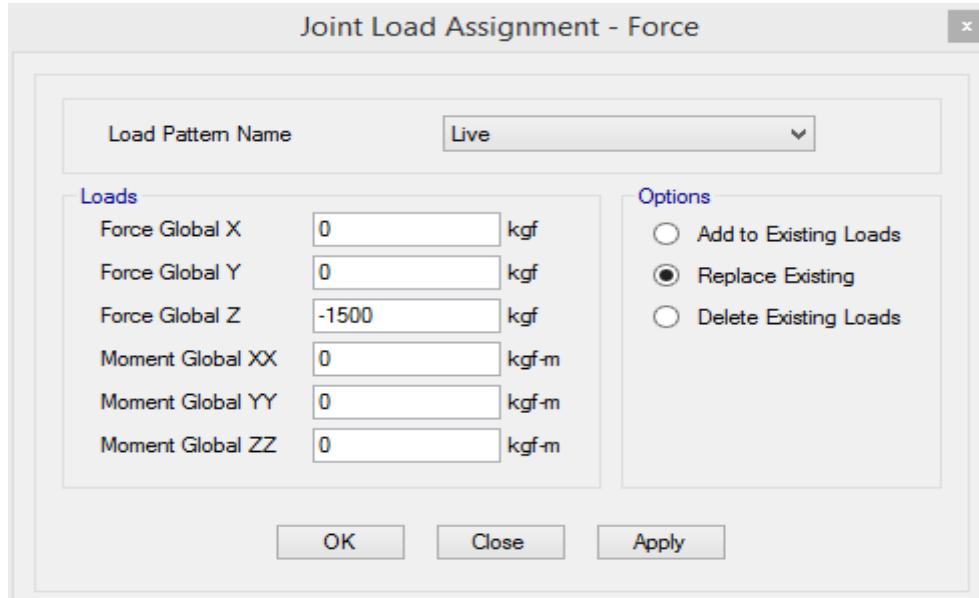 Joint Load Assignment - Force
x
Load Pattern Name Live
Loads
Force Global X 0 kgf
Force Global Y 0 kgf
Force Global Z -1500 kgf
Moment Global XX 0 kgf-m
Moment Global YY 0 kgf-m
Moment Global ZZ 0 kgf-m
Options
Add to Existing Loads
Replace Existing
Delete Existing Loads
OK Close Apply